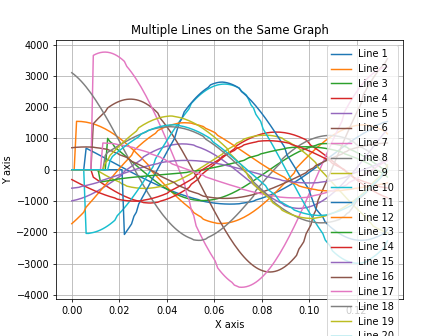 Multiple Lines on the Same Graph
4000
3000
2000
1000
0
−1000
−2000
−3000
−4000
Y axis
0.00
0.02
0.04
0.06
0.08
0.10
X axis
Line 1
Line 2
Line 3
Line 4
Line 5
Line 6
Line 7
Line 8
Line 9
Line 10
Line 11
Line 12
Line 13
Line 14
Line 15
Line 16
Line 17
Line 18
Line 19
Line 20